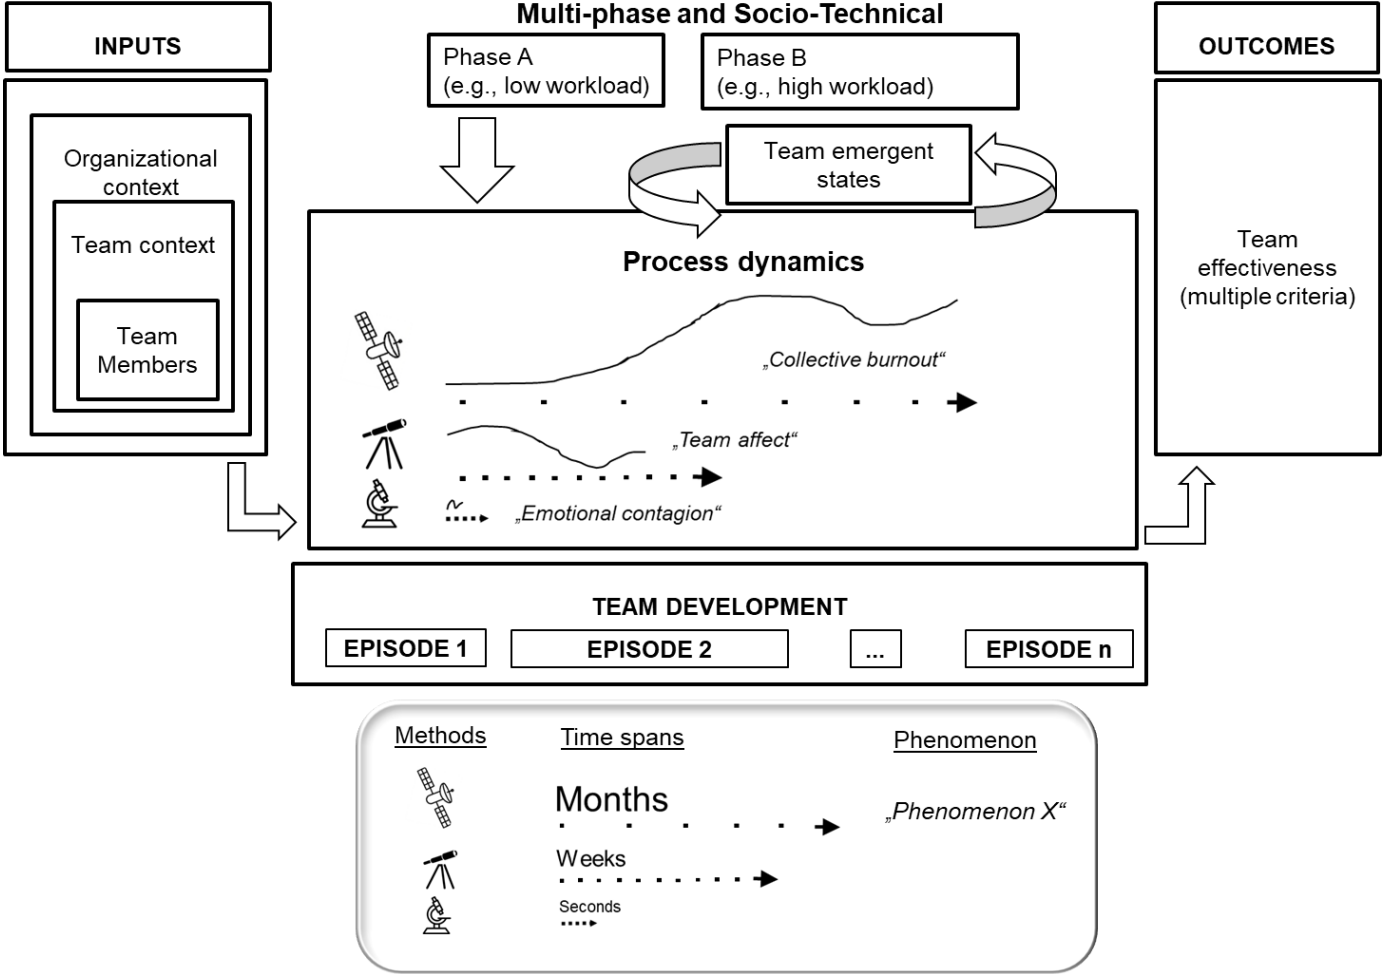 INPUTS
Organizational
context
Team context
Team
Members
Multi-phase and Socio-Technical
Phase A
(e.g., low workload)
Phase B
(e.g., high workload)
Team emergent
states
Process dynamics
„Collective burnout“
„Team affect“
„Emotional contagion“
OUTCOMES
Team
effectiveness
(multiple criteria)
TEAM DEVELOPMENT
EPISODE 1
EPISODE 2
...
EPISODE n
Methods
Time spans
Phenomenon
Months
„Phenomenon X“
Weeks
Seconds